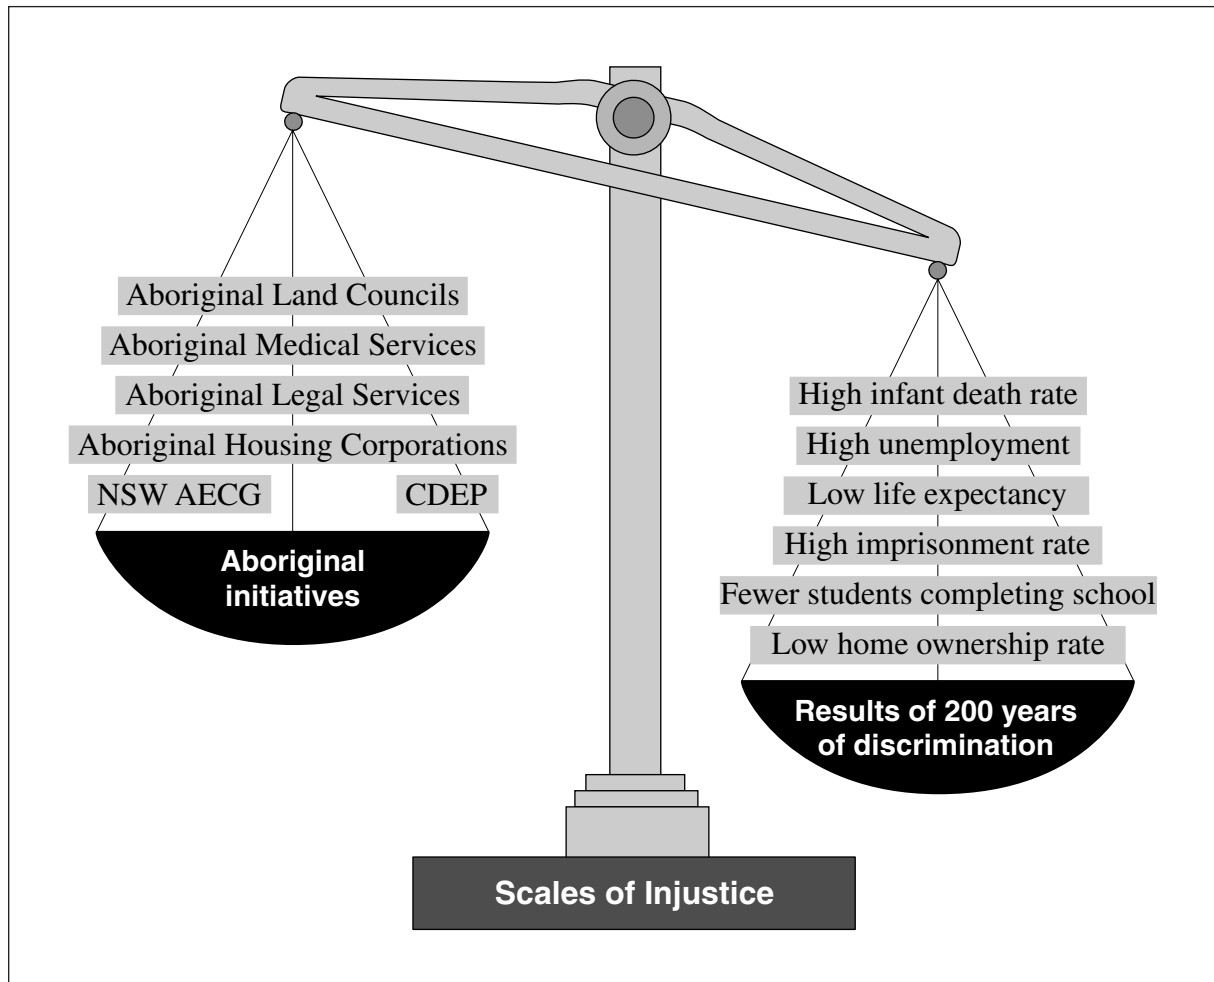 Aboriginal Land Councils
Aboriginal Medical Services
Aboriginal Legal Services
Aboriginal Housing Corporations
NSW AECG
CDEP
Aboriginal
initiatives
High infant death rate
High unemployment
Low life expectancy
High imprisonment rate
Fewer students completing school
Low home ownership rate
Results of 200 years
of discrimination
Scales of Injustice